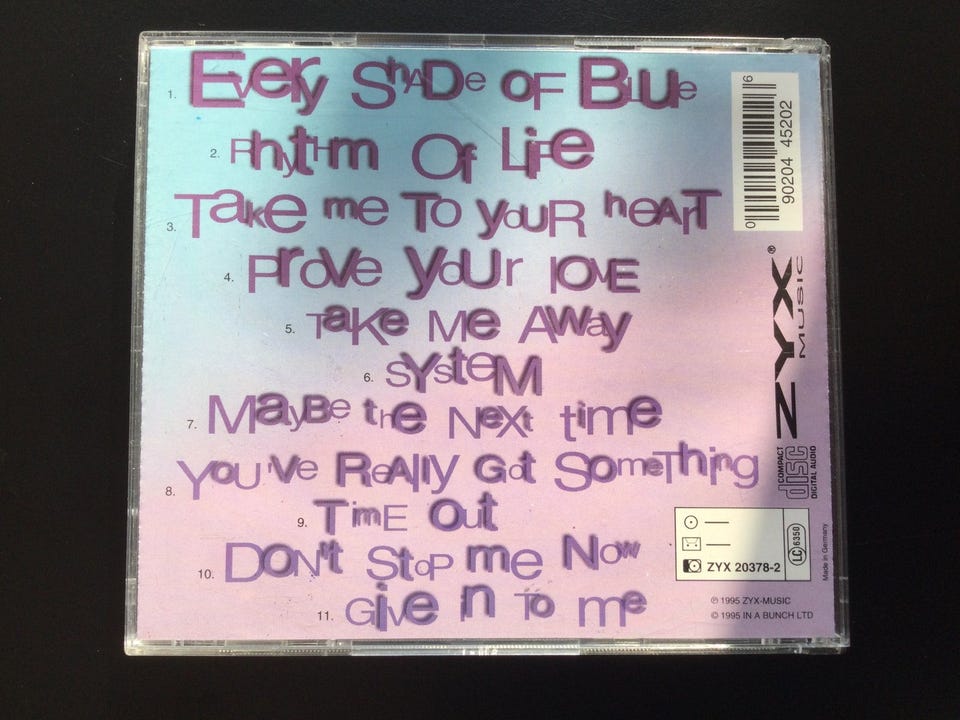 1. EvEry ShADe oF BLUe
2. RhytHm Of LiFe
3. Take me To youR heArT
4. Prove yoUr lOVE
5. TaKe Me Away
6. SYsteM
7. MayBe the NeXt time
8. You've ReAlly Got SomeThing
9. TimE Out
10. DON't StoP me Now
11. Give in To me
0 90204 45202 6
ZYX®
MUSIC
COMPACT
disc
DIGITAL AUDIO
ZYX 20378-2
LC 6350
Made in Germany
℗ 1995 ZYX-MUSIC
© 1995 IN A BUNCH LTD